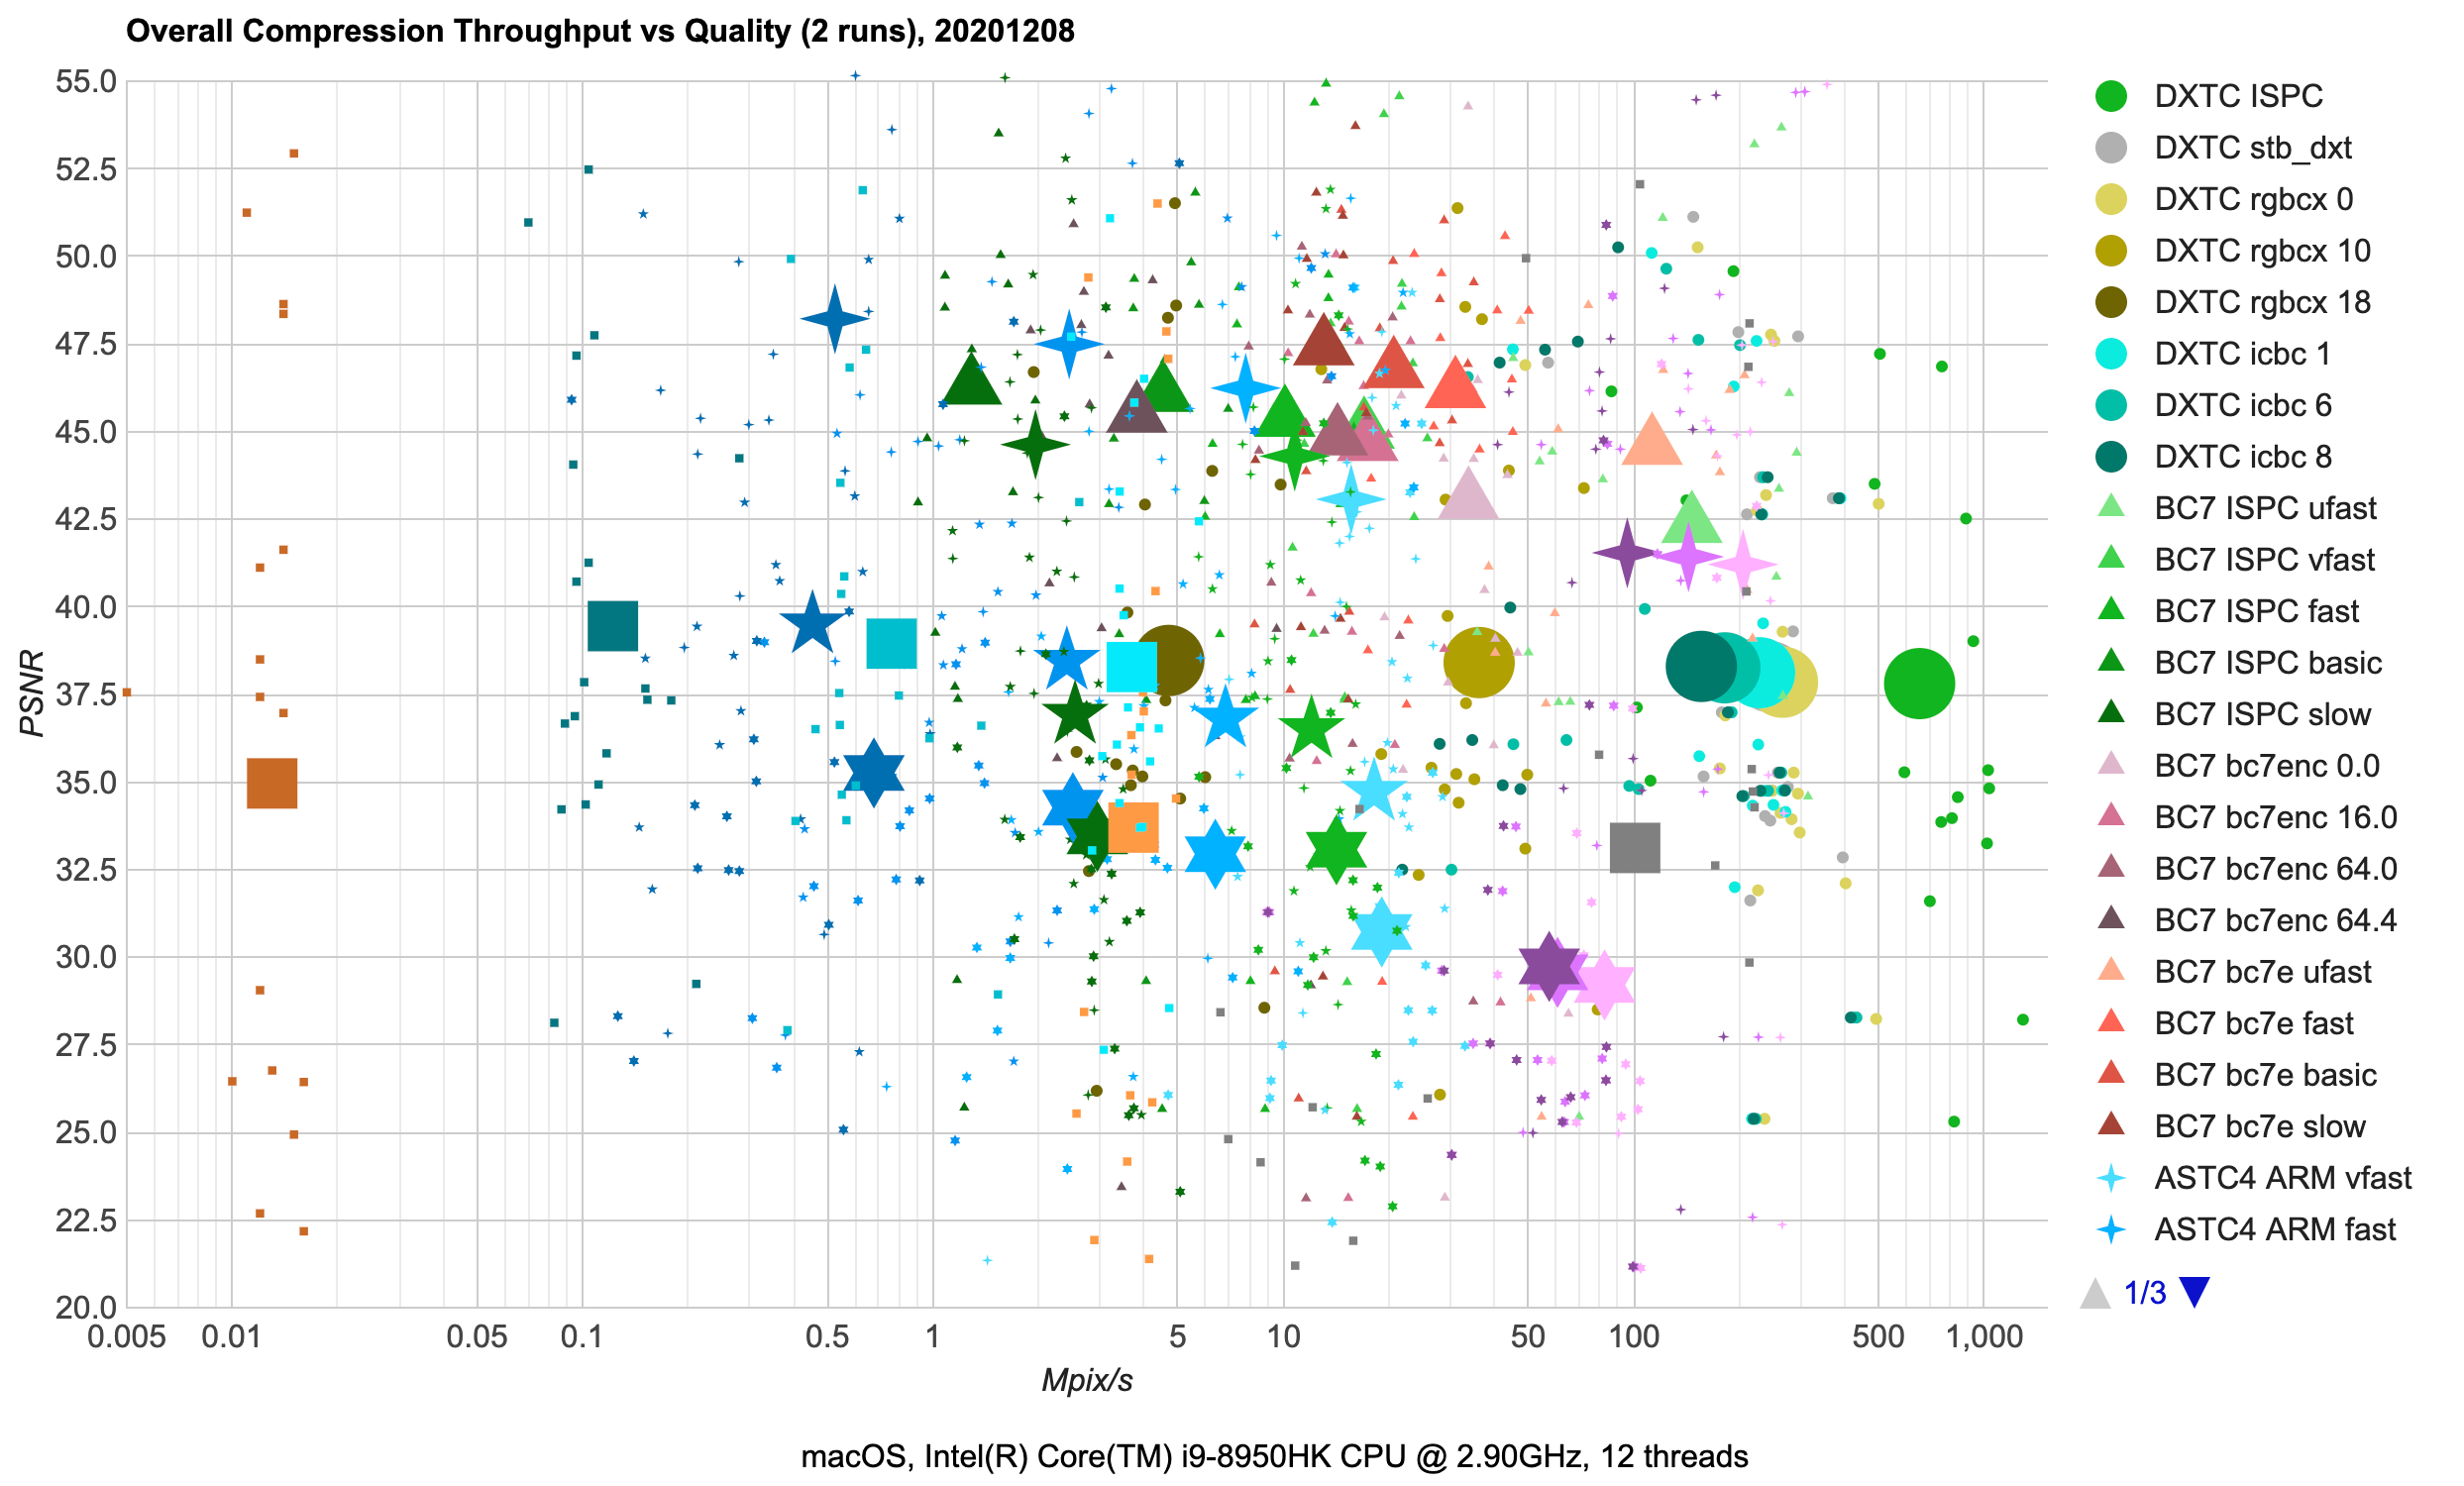 Overall Compression Throughput vs Quality (2 runs), 20201208
55.0
52.5
50.0
47.5
45.0
42.5
40.0
37.5
35.0
32.5
30.0
27.5
25.0
22.5
20.0
PSNR
0.005 0.01 0.05 0.1 0.5 1 5 10 50 100 500 1,000
Mpix/s
DXTC ISPC
DXTC stb_dxt
DXTC rgbcx 0
DXTC rgbcx 10
DXTC rgbcx 18
DXTC icbc 1
DXTC icbc 6
DXTC icbc 8
BC7 ISPC ufast
BC7 ISPC vfast
BC7 ISPC fast
BC7 ISPC basic
BC7 ISPC slow
BC7 bc7enc 0.0
BC7 bc7enc 16.0
BC7 bc7enc 64.0
BC7 bc7enc 64.4
BC7 bc7e ufast
BC7 bc7e fast
BC7 bc7e basic
BC7 bc7e slow
ASTC4 ARM vfast
ASTC4 ARM fast
1/3
macOS, Intel(R) Core(TM) i9-8950HK CPU @ 2.90GHz, 12 threads